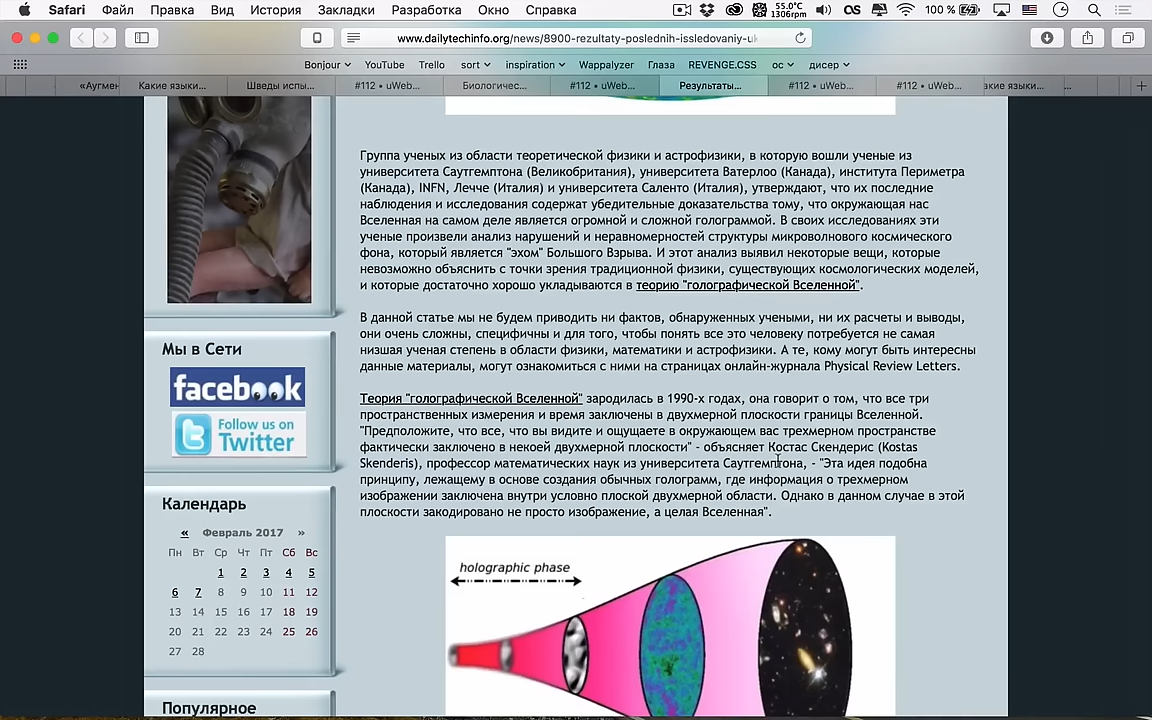 Safari Файл Правка Вид История Закладки Разработка Окно Справка 55.0°C 1306rpm 100 %
www.dailytechinfo.org/news/8900-rezultaty-poslednih-issledovaniy-
Bonjour YouTube Trello sort inspiration Wappalyzer Глаза REVENGE.CSS ос дисер
«Аугмен Какие языки... Шведы испы... #112 • uWeb... Биологичес... #112 • uWeb... Результаты... #112 • uWeb... #112 • uWeb... акие языки... ...
Группа ученых из области теоретической физики и астрофизики, в которую вошли ученые из
университета Саутгемптона (Великобритания), университета Ватерлоо (Канада), института Периметра
(Канада), INFN, Лечче (Италия) и университета Саленто (Италия), утверждают, что их последние
наблюдения и исследования содержат убедительные доказательства тому, что окружающая нас
Вселенная на самом деле является огромной и сложной голограммой. В своих исследованиях эти
ученые произвели анализ нарушений и неравномерностей структуры микроволнового космического
фона, который является "эхом" Большого Взрыва. И этот анализ выявил некоторые вещи, которые
невозможно объяснить с точки зрения традиционной физики, существующих космологических моделей,
и которые достаточно хорошо укладываются в теорию "голографической Вселенной".
В данной статье мы не будем приводить ни фактов, обнаруженных учеными, ни их расчеты и выводы,
они очень сложны, специфичны и для того, чтобы понять все это человеку потребуется не самая
низшая ученая степень в области физики, математики и астрофизики. А те, кому могут быть интересны
данные материалы, могут ознакомиться с ними на страницах онлайн-журнала Physical Review Letters.
Теория "голографической Вселенной" зародилась в 1990-х годах, она говорит о том, что все три
пространственных измерения и время заключены в двухмерной плоскости границы Вселенной.
"Предположите, что все, что вы видите и ощущаете в окружающем вас трехмерном пространстве
фактически заключено в некоей двухмерной плоскости" - объясняет Костас Скендерис (Kostas
Skenderis), профессор математических наук из университета Саутгемптона, - "Эта идея подобна
принципу, лежащему в основе создания обычных голограмм, где информация о трехмерном
изображении заключена внутри условно плоской двухмерной области. Однако в данном случае в этой
плоскости закодировано не просто изображение, а целая Вселенная".
holographic phase
Мы в Сети
facebook
Follow us on
Twitter
Календарь
« Февраль 2017 »
Пн Вт Ср Чт Пт Сб Вс
1 2 3 4 5
6 7 8 9 10 11 12
13 14 15 16 17 18 19
20 21 22 23 24 25 26
27 28
Популярное